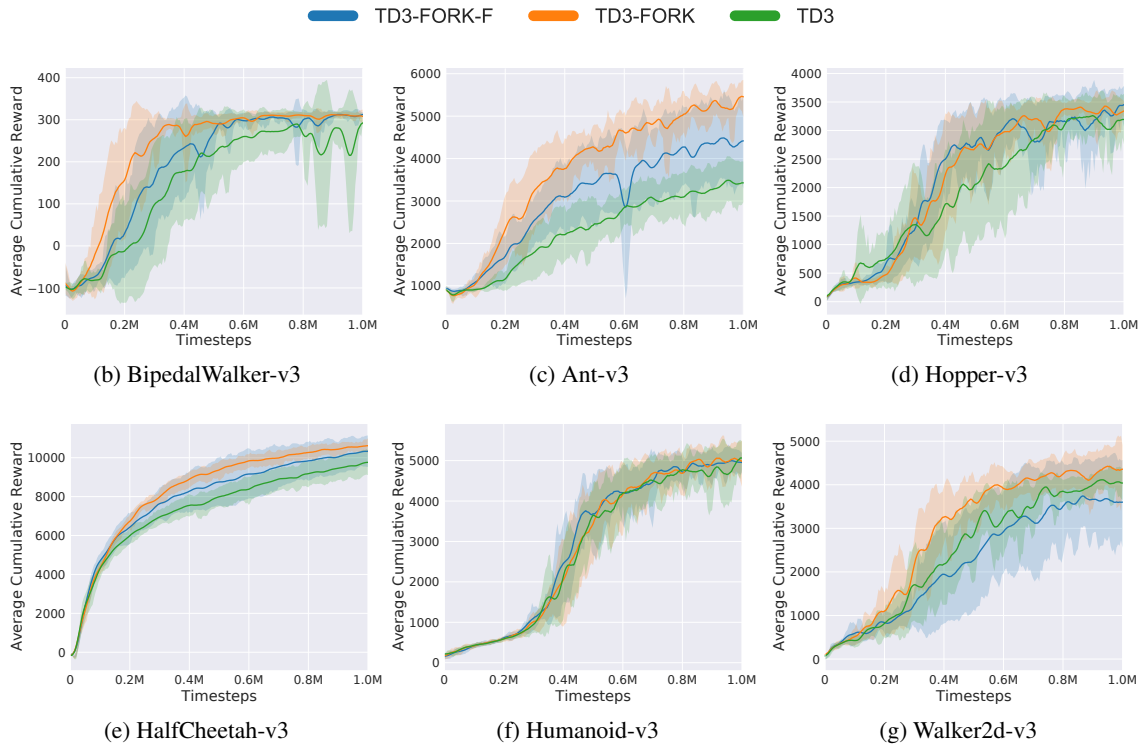 TD3-FORK-F TD3-FORK TD3
Average Cumulative Reward
400
300
200
100
0
−100
0 0.2M 0.4M 0.6M 0.8M 1.0M
Timesteps
(b) BipedalWalker-v3
Average Cumulative Reward
6000
5000
4000
3000
2000
1000
0 0.2M 0.4M 0.6M 0.8M 1.0M
Timesteps
(c) Ant-v3
Average Cumulative Reward
4000
3500
3000
2500
2000
1500
1000
500
0
0 0.2M 0.4M 0.6M 0.8M 1.0M
Timesteps
(d) Hopper-v3
Average Cumulative Reward
10000
8000
6000
4000
2000
0
0 0.2M 0.4M 0.6M 0.8M 1.0M
Timesteps
(e) HalfCheetah-v3
Average Cumulative Reward
5000
4000
3000
2000
1000
0
0 0.2M 0.4M 0.6M 0.8M 1.0M
Timesteps
(f) Humanoid-v3
Average Cumulative Reward
5000
4000
3000
2000
1000
0
0 0.2M 0.4M 0.6M 0.8M 1.0M
Timesteps
(g) Walker2d-v3